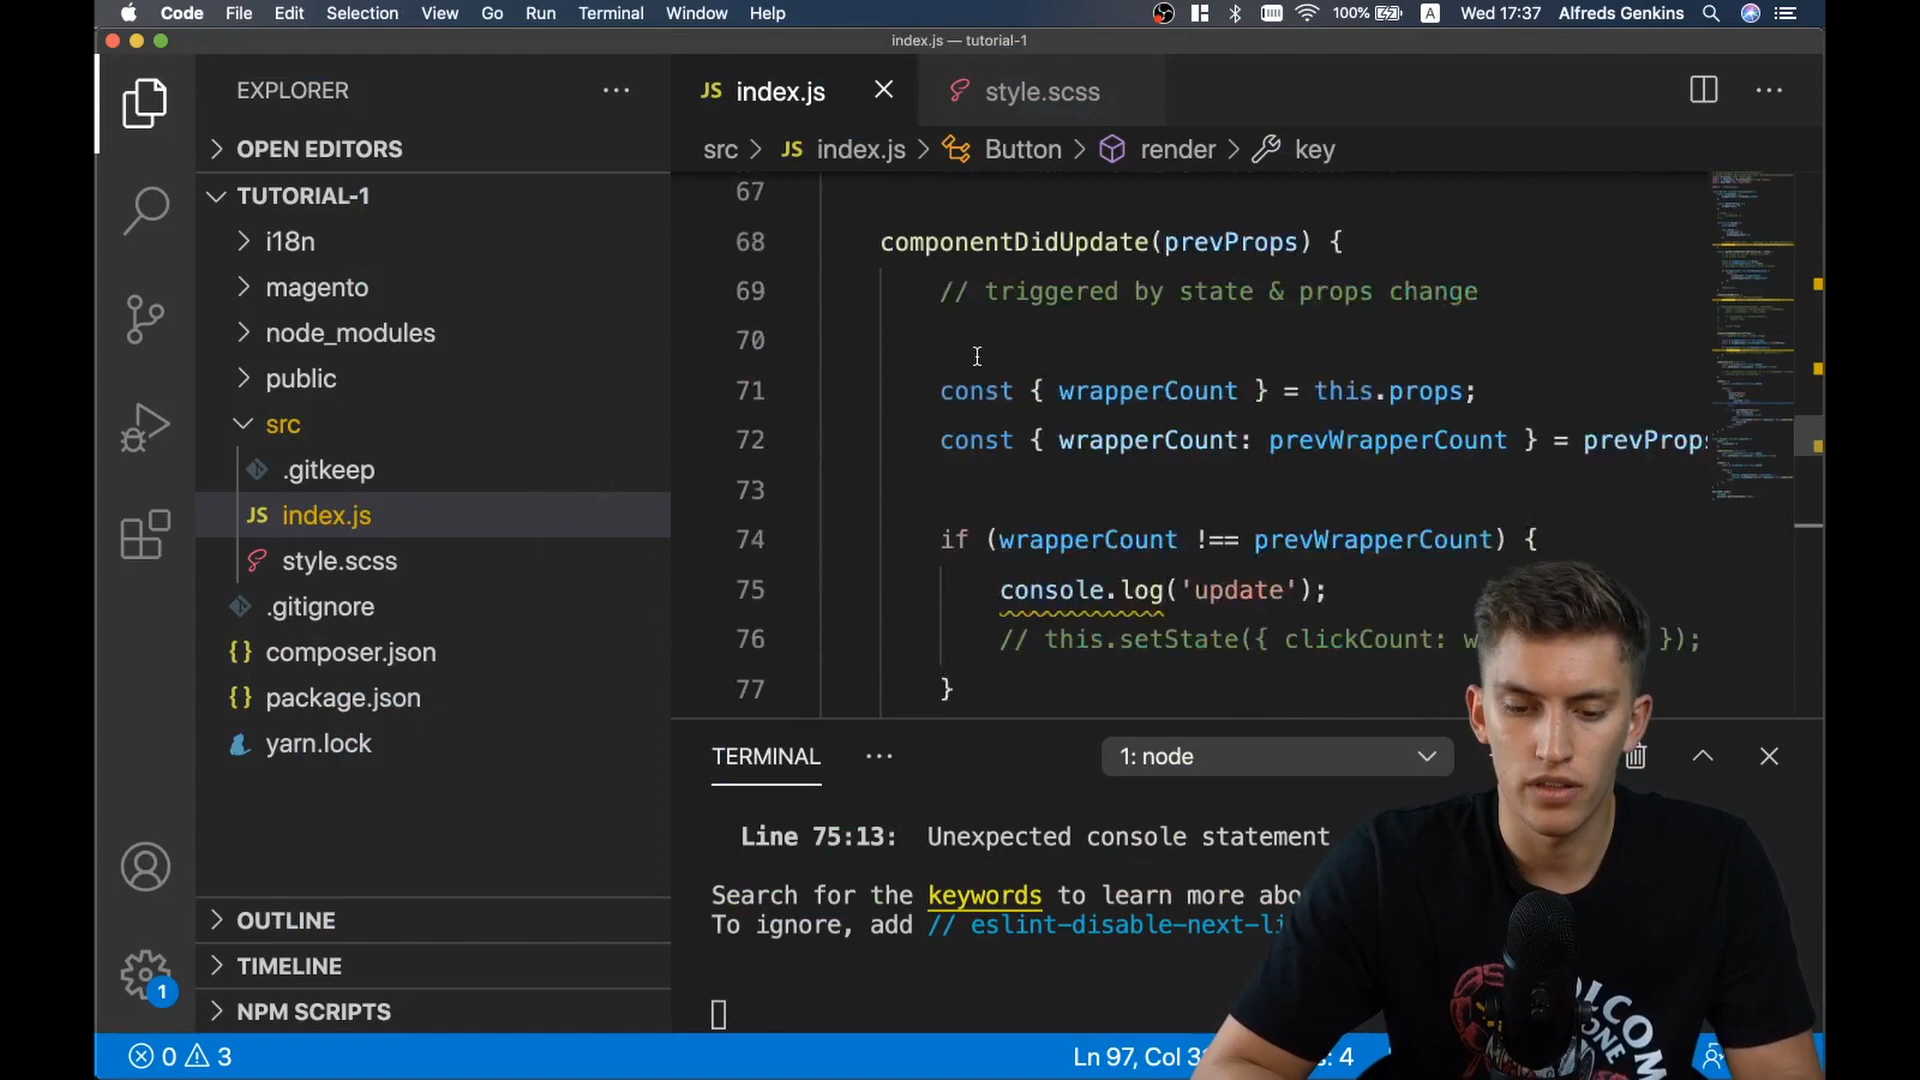 Code File Edit Selection View Go Run Terminal Window Help 100% A Wed 17:37 Alfreds Genkins
index.js — tutorial-1
EXPLORER
OPEN EDITORS
TUTORIAL-1
i18n
magento
node_modules
public
src
.gitkeep
JS index.js
style.scss
.gitignore
{} composer.json
{} package.json
yarn.lock
OUTLINE
TIMELINE
NPM SCRIPTS
1
JS index.js
style.scss
src > JS index.js > Button > render > key
67
68 componentDidUpdate(prevProps) {
69 // triggered by state & props change
70
71 const { wrapperCount } = this.props;
72 const { wrapperCount: prevWrapperCount } = prevProps
73
74 if (wrapperCount !== prevWrapperCount) {
75 console.log('update');
76 // this.setState({ clickCount: w });
77 }
TERMINAL
1: node
Line 75:13: Unexpected console statement
Search for the keywords to learn more
To ignore, add // eslint-disable-next-
OLCOM
ONE
0 3
Ln 97, Col : 4